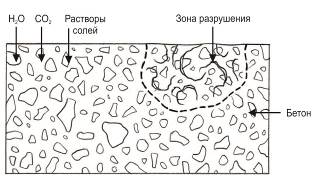 H₂O CO₂ Растворы солей
Зона разрушения
Бетон